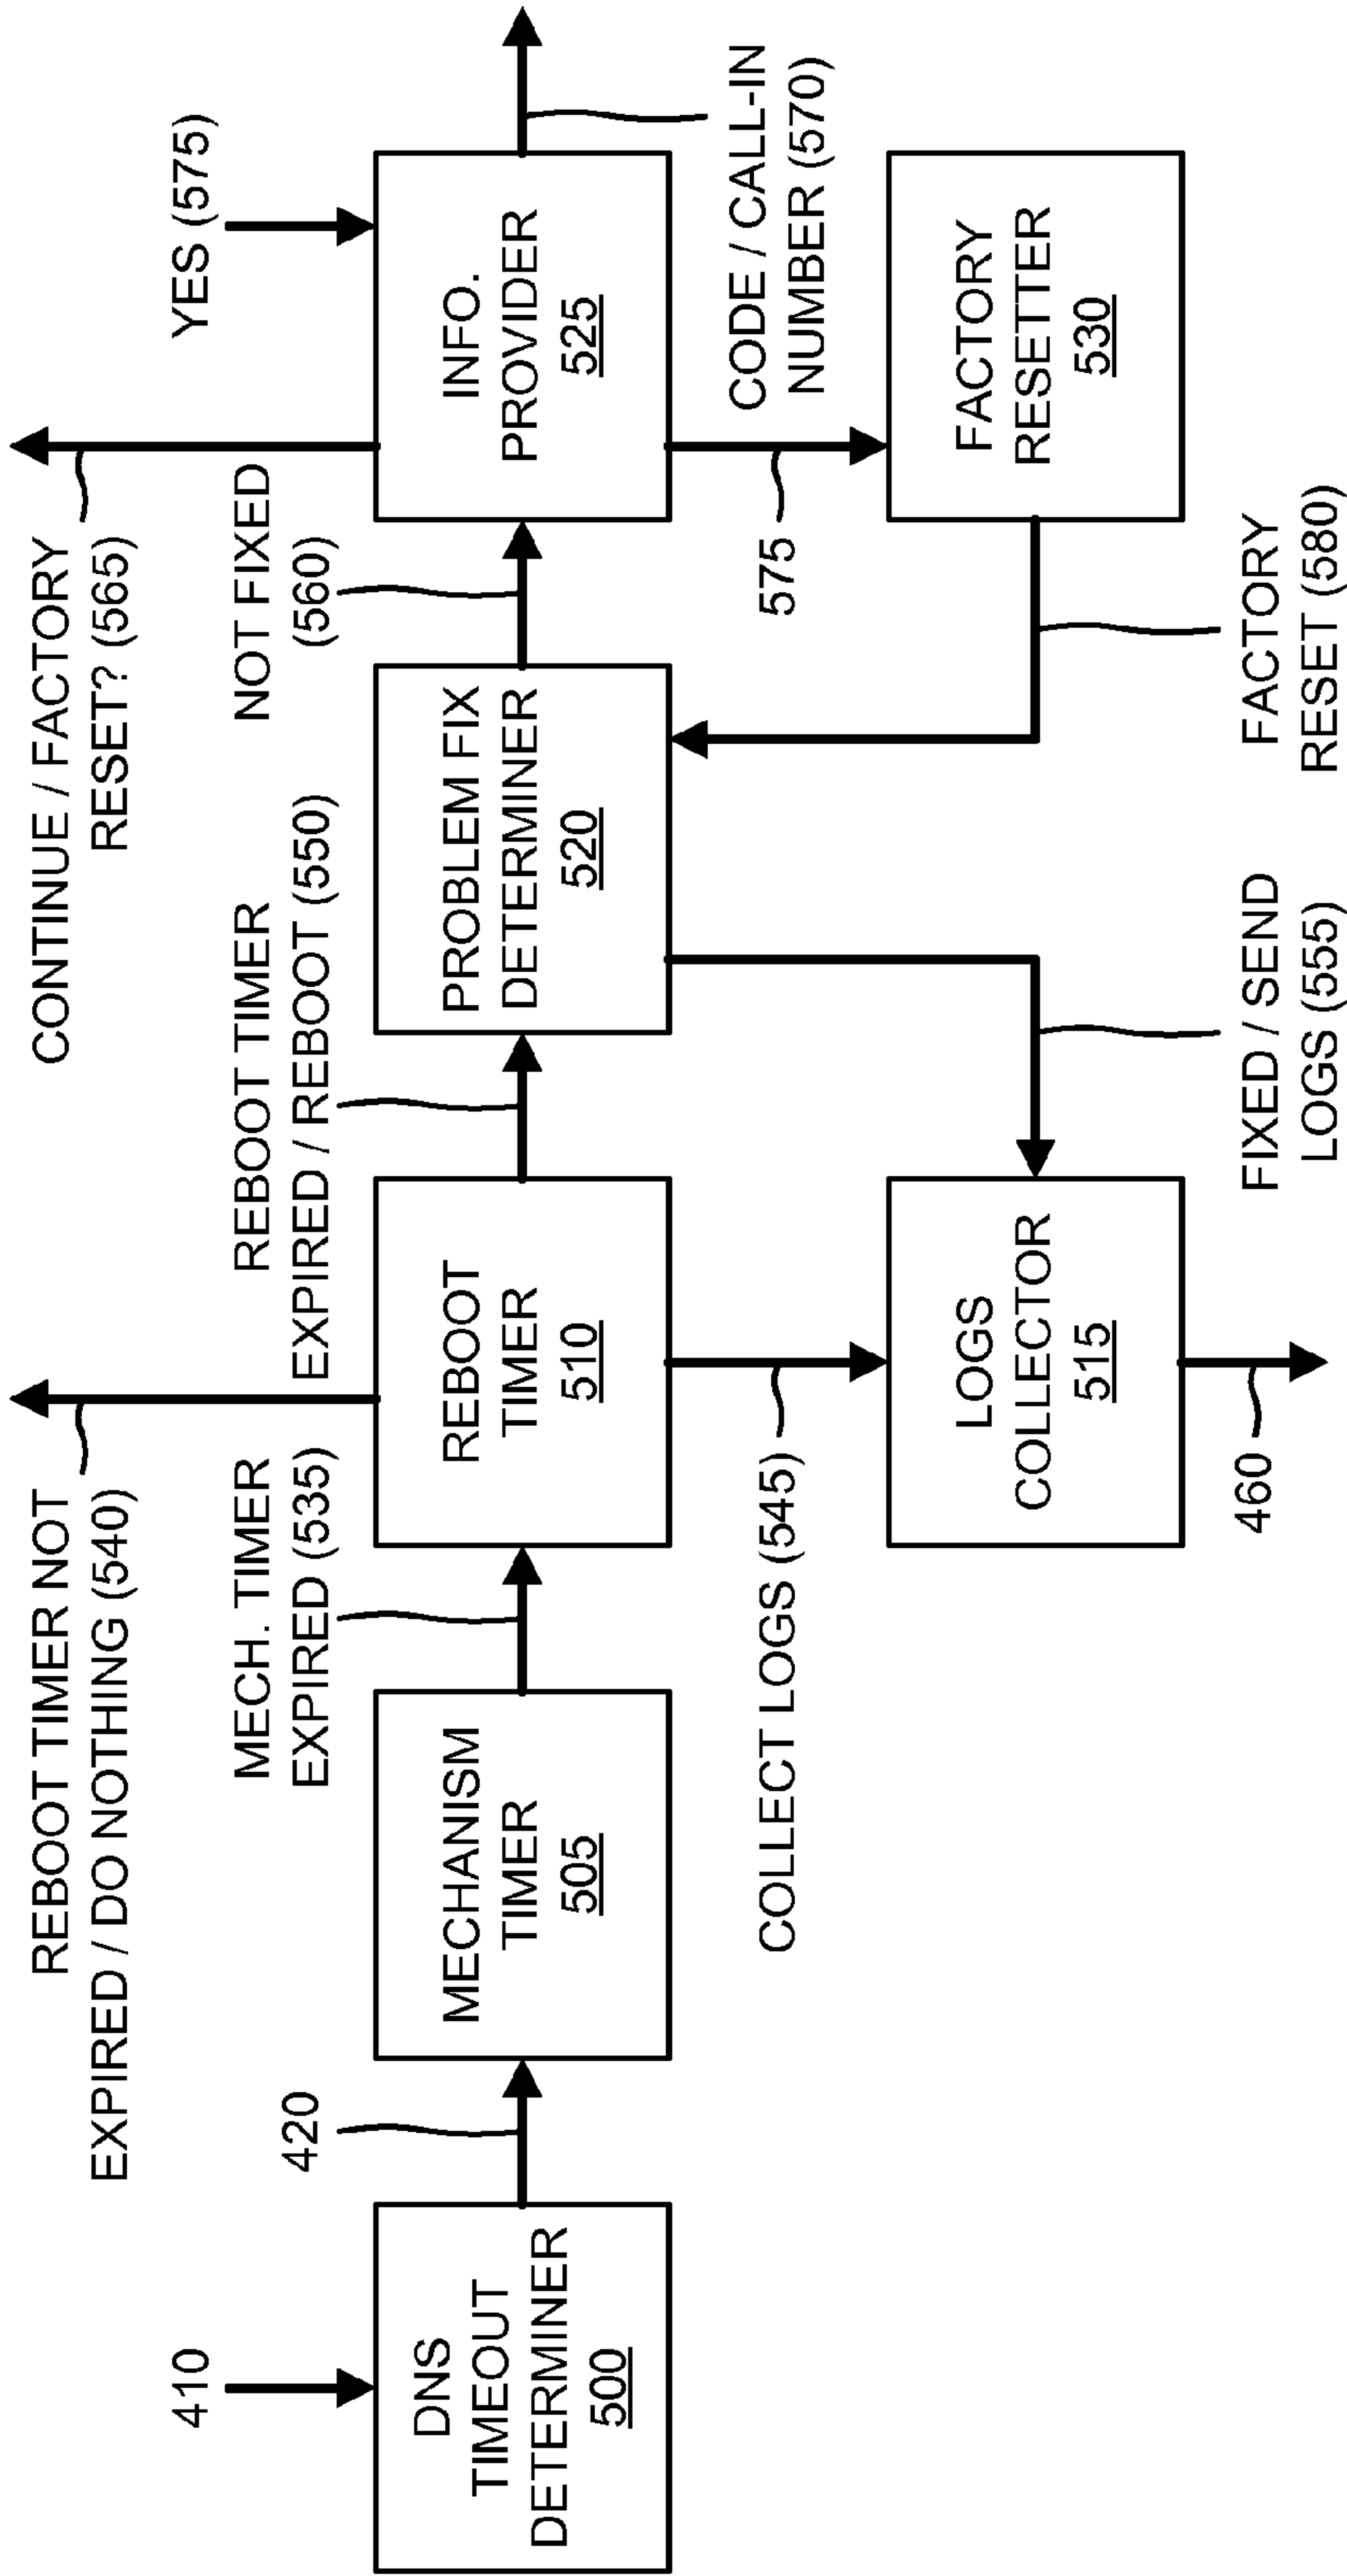 REBOOT TIMER NOT
EXPIRED / DO NOTHING (540)
CONTINUE / FACTORY
RESET? (565)
410
420
MECH. TIMER
EXPIRED (535)
REBOOT TIMER
EXPIRED / REBOOT (550)
NOT FIXED
(560)
YES (575)
DNS
TIMEOUT
DETERMINER
500
MECHANISM
TIMER
505
REBOOT
TIMER
510
PROBLEM FIX
DETERMINER
520
INFO.
PROVIDER
525
COLLECT LOGS (545)
575
CODE / CALL-IN
NUMBER (570)
LOGS
COLLECTOR
515
FACTORY
RESETTER
530
460
FIXED / SEND
LOGS (555)
FACTORY
RESET (580)